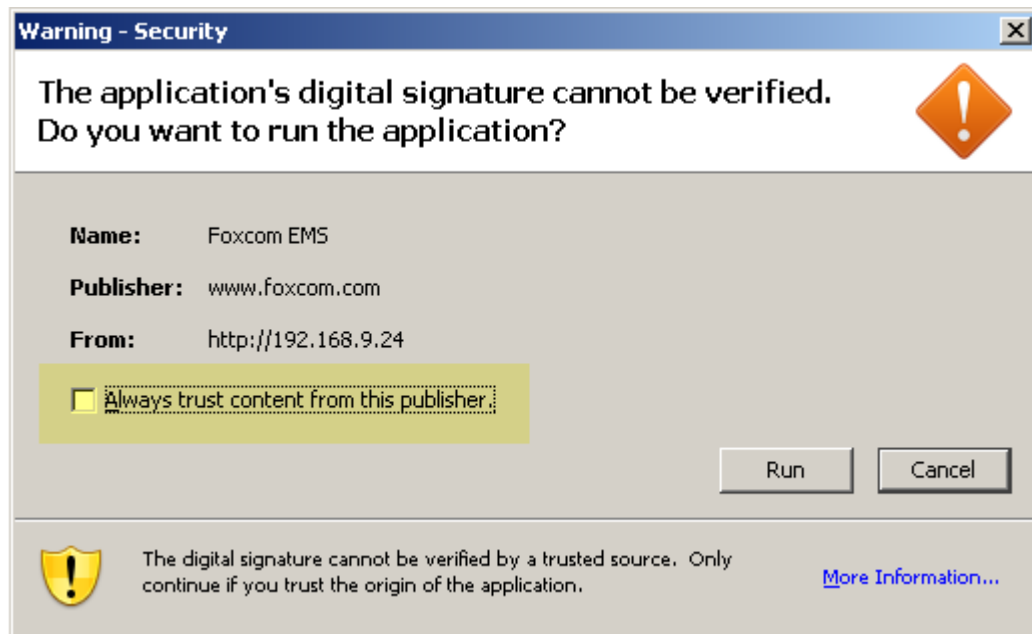 Warning - Security
The application's digital signature cannot be verified.
Do you want to run the application?
Name: Foxcom EMS
Publisher: www.foxcom.com
From: http://192.168.9.24
Always trust content from this publisher.
Run Cancel
The digital signature cannot be verified by a trusted source. Only
continue if you trust the origin of the application.
More Information...